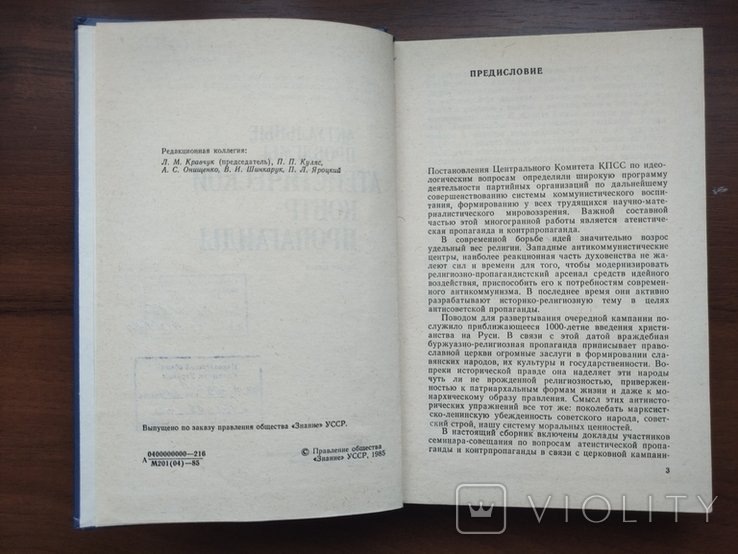 Редакционная коллегия:
Л. М. Кравчук (председатель), П. П. Куляс,
А. С. Онищенко, В. И. Шинкарук, П. Л. Яроцкий
Выпущено по заказу правления общества «Знание» УССР.
А 0400000000—216
М201(04)—85
© Правление общества
«Знание» УССР, 1985
ПРЕДИСЛОВИЕ
Постановления Центрального Комитета КПСС по идео-
логическим вопросам определили широкую программу
деятельности партийных организаций по дальнейшему
совершенствованию системы коммунистического воспи-
тания, формированию у всех трудящихся научно-мате-
риалистического мировоззрения. Важной составной
частью этой многогранной работы является атеистиче-
ская пропаганда и контрпропаганда.
В современной борьбе идей значительно возрос
удельный вес религии. Западные антикоммунистические
центры, наиболее реакционная часть духовенства не жа-
леют сил и времени для того, чтобы модернизировать
религиозно-пропагандистский арсенал средств идейного
воздействия, приспособить его к потребностям современ-
ного антикоммунизма. В последнее время они активно
разрабатывают историко-религиозную тему в целях
антисоветской пропаганды.
Поводом для развертывания очередной кампании по-
служило приближающееся 1000-летие введения христи-
анства на Руси. В связи с этой датой враждебная
буржуазно-религиозная пропаганда приписывает право-
славной церкви огромные заслуги в формировании сла-
вянских народов, их культуры и государственности. Во-
преки исторической правде она наделяет эти народы
чуть ли не врожденной религиозностью, приверженно-
стью к патриархальным формам жизни и даже к мо-
нархическому образу правления. Смысл этих антиисто-
рических упражнений все тот же: поколебать марксист-
ско-ленинскую убежденность советского народа, совет-
ский строй, нашу систему моральных ценностей.
В настоящий сборник включены доклады участников
семинара-совещания по вопросам атеистической пропа-
ганды и контрпропаганды в связи с церковной кампани-
3
VIOLITY